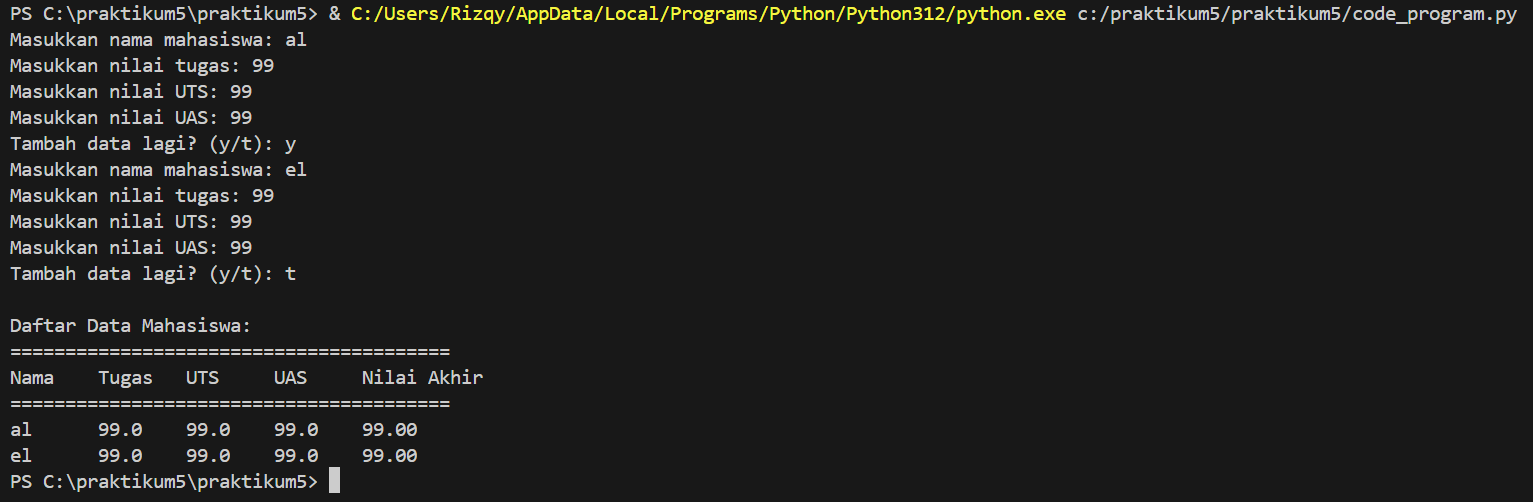 PS C:\praktikum5\praktikum5> & C:/Users/Rizqy/AppData/Local/Programs/Python/Python312/python.exe c:/praktikum5/praktikum5/code_program.py
Masukkan nama mahasiswa: al
Masukkan nilai tugas: 99
Masukkan nilai UTS: 99
Masukkan nilai UAS: 99
Tambah data lagi? (y/t): y
Masukkan nama mahasiswa: el
Masukkan nilai tugas: 99
Masukkan nilai UTS: 99
Masukkan nilai UAS: 99
Tambah data lagi? (y/t): t

Daftar Data Mahasiswa:
========================================
Nama    Tugas   UTS     UAS     Nilai Akhir
========================================
al      99.0    99.0    99.0    99.00
el      99.0    99.0    99.0    99.00
PS C:\praktikum5\praktikum5>